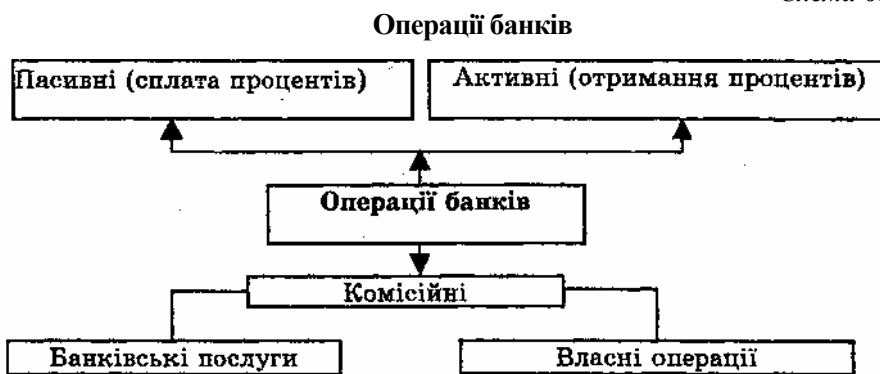 Операції банків
Пасивні (сплата процентів)
Активні (отримання процентів)
Операції банків
Комісійні
Банківські послуги
Власні операції